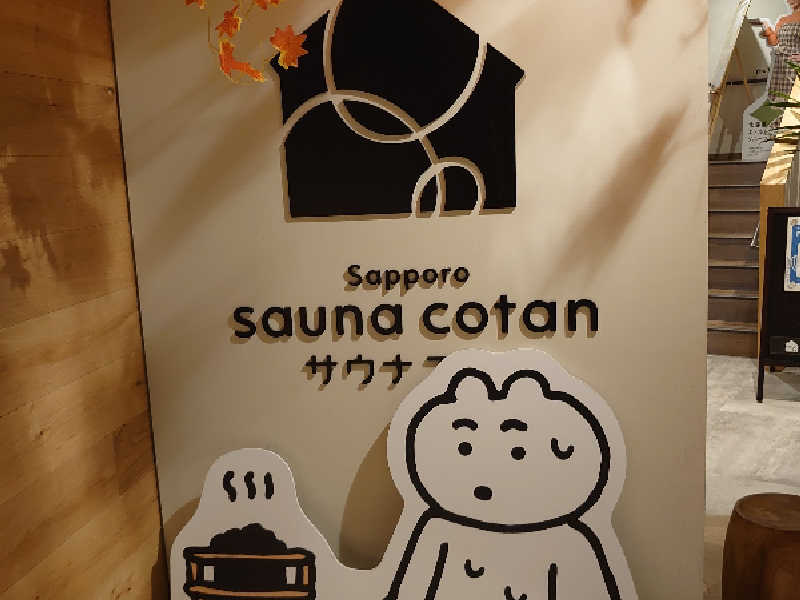 Sapporo
sauna cotan
サウナ